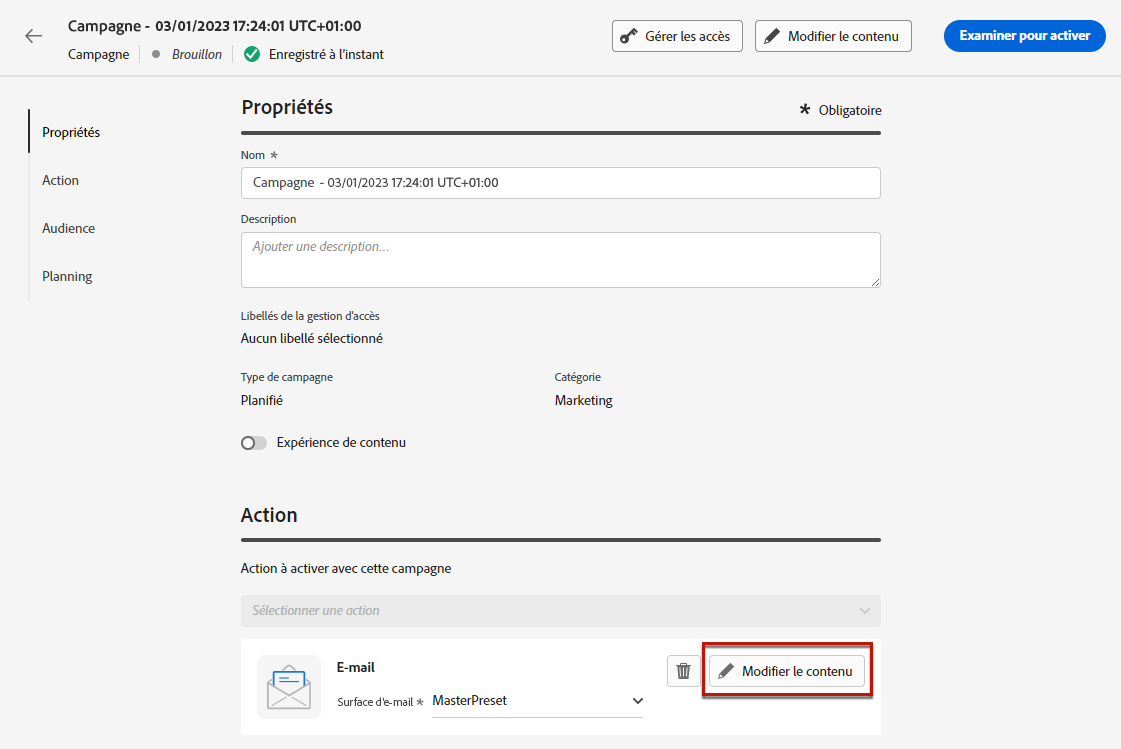 Campagne - 03/01/2023 17:24:01 UTC+01:00
Campagne Brouillon Enregistré à l'instant
Gérer les accès
Modifier le contenu
Examiner pour activer
Propriétés
Action
Audience
Planning
Propriétés
* Obligatoire
Nom *
Campagne - 03/01/2023 17:24:01 UTC+01:00
Description
Ajouter une description...
Libellés de la gestion d'accès
Aucun libellé sélectionné
Type de campagne
Planifié
Catégorie
Marketing
Expérience de contenu
Action
Action à activer avec cette campagne
Sélectionner une action
E-mail
Surface d'e-mail * MasterPreset
Modifier le contenu